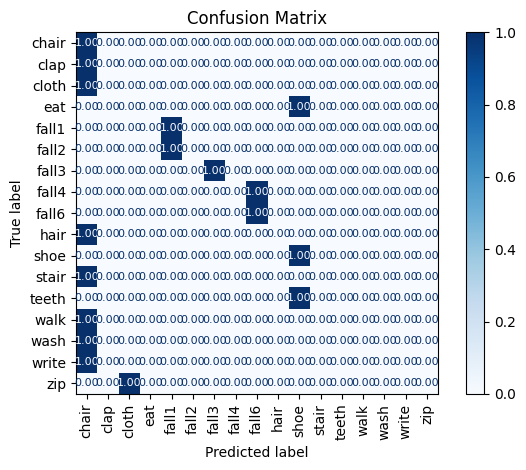 Confusion Matrix
True label
chair 1.00 0.00 0.00 0.00 0.00 0.00 0.00 0.00 0.00 0.00 0.00 0.00 0.00 0.00 0.00 0.00 0.00
clap 1.00 0.00 0.00 0.00 0.00 0.00 0.00 0.00 0.00 0.00 0.00 0.00 0.00 0.00 0.00 0.00 0.00
cloth 1.00 0.00 0.00 0.00 0.00 0.00 0.00 0.00 0.00 0.00 0.00 0.00 0.00 0.00 0.00 0.00 0.00
eat 0.00 0.00 0.00 0.00 0.00 0.00 0.00 0.00 0.00 0.00 1.00 0.00 0.00 0.00 0.00 0.00 0.00
fall1 0.00 0.00 0.00 0.00 1.00 0.00 0.00 0.00 0.00 0.00 0.00 0.00 0.00 0.00 0.00 0.00 0.00
fall2 0.00 0.00 0.00 0.00 1.00 0.00 0.00 0.00 0.00 0.00 0.00 0.00 0.00 0.00 0.00 0.00 0.00
fall3 0.00 0.00 0.00 0.00 0.00 0.00 1.00 0.00 0.00 0.00 0.00 0.00 0.00 0.00 0.00 0.00 0.00
fall4 0.00 0.00 0.00 0.00 0.00 0.00 0.00 0.00 1.00 0.00 0.00 0.00 0.00 0.00 0.00 0.00 0.00
fall6 0.00 0.00 0.00 0.00 0.00 0.00 0.00 0.00 1.00 0.00 0.00 0.00 0.00 0.00 0.00 0.00 0.00
hair 1.00 0.00 0.00 0.00 0.00 0.00 0.00 0.00 0.00 0.00 0.00 0.00 0.00 0.00 0.00 0.00 0.00
shoe 0.00 0.00 0.00 0.00 0.00 0.00 0.00 0.00 0.00 0.00 1.00 0.00 0.00 0.00 0.00 0.00 0.00
stair 1.00 0.00 0.00 0.00 0.00 0.00 0.00 0.00 0.00 0.00 0.00 0.00 0.00 0.00 0.00 0.00 0.00
teeth 0.00 0.00 0.00 0.00 0.00 0.00 0.00 0.00 0.00 0.00 1.00 0.00 0.00 0.00 0.00 0.00 0.00
walk 1.00 0.00 0.00 0.00 0.00 0.00 0.00 0.00 0.00 0.00 0.00 0.00 0.00 0.00 0.00 0.00 0.00
wash 1.00 0.00 0.00 0.00 0.00 0.00 0.00 0.00 0.00 0.00 0.00 0.00 0.00 0.00 0.00 0.00 0.00
write 1.00 0.00 0.00 0.00 0.00 0.00 0.00 0.00 0.00 0.00 0.00 0.00 0.00 0.00 0.00 0.00 0.00
zip 0.00 0.00 1.00 0.00 0.00 0.00 0.00 0.00 0.00 0.00 0.00 0.00 0.00 0.00 0.00 0.00 0.00
chair clap cloth eat fall1 fall2 fall3 fall4 fall6 hair shoe stair teeth walk wash write zip
Predicted label
1.0
0.8
0.6
0.4
0.2
0.0